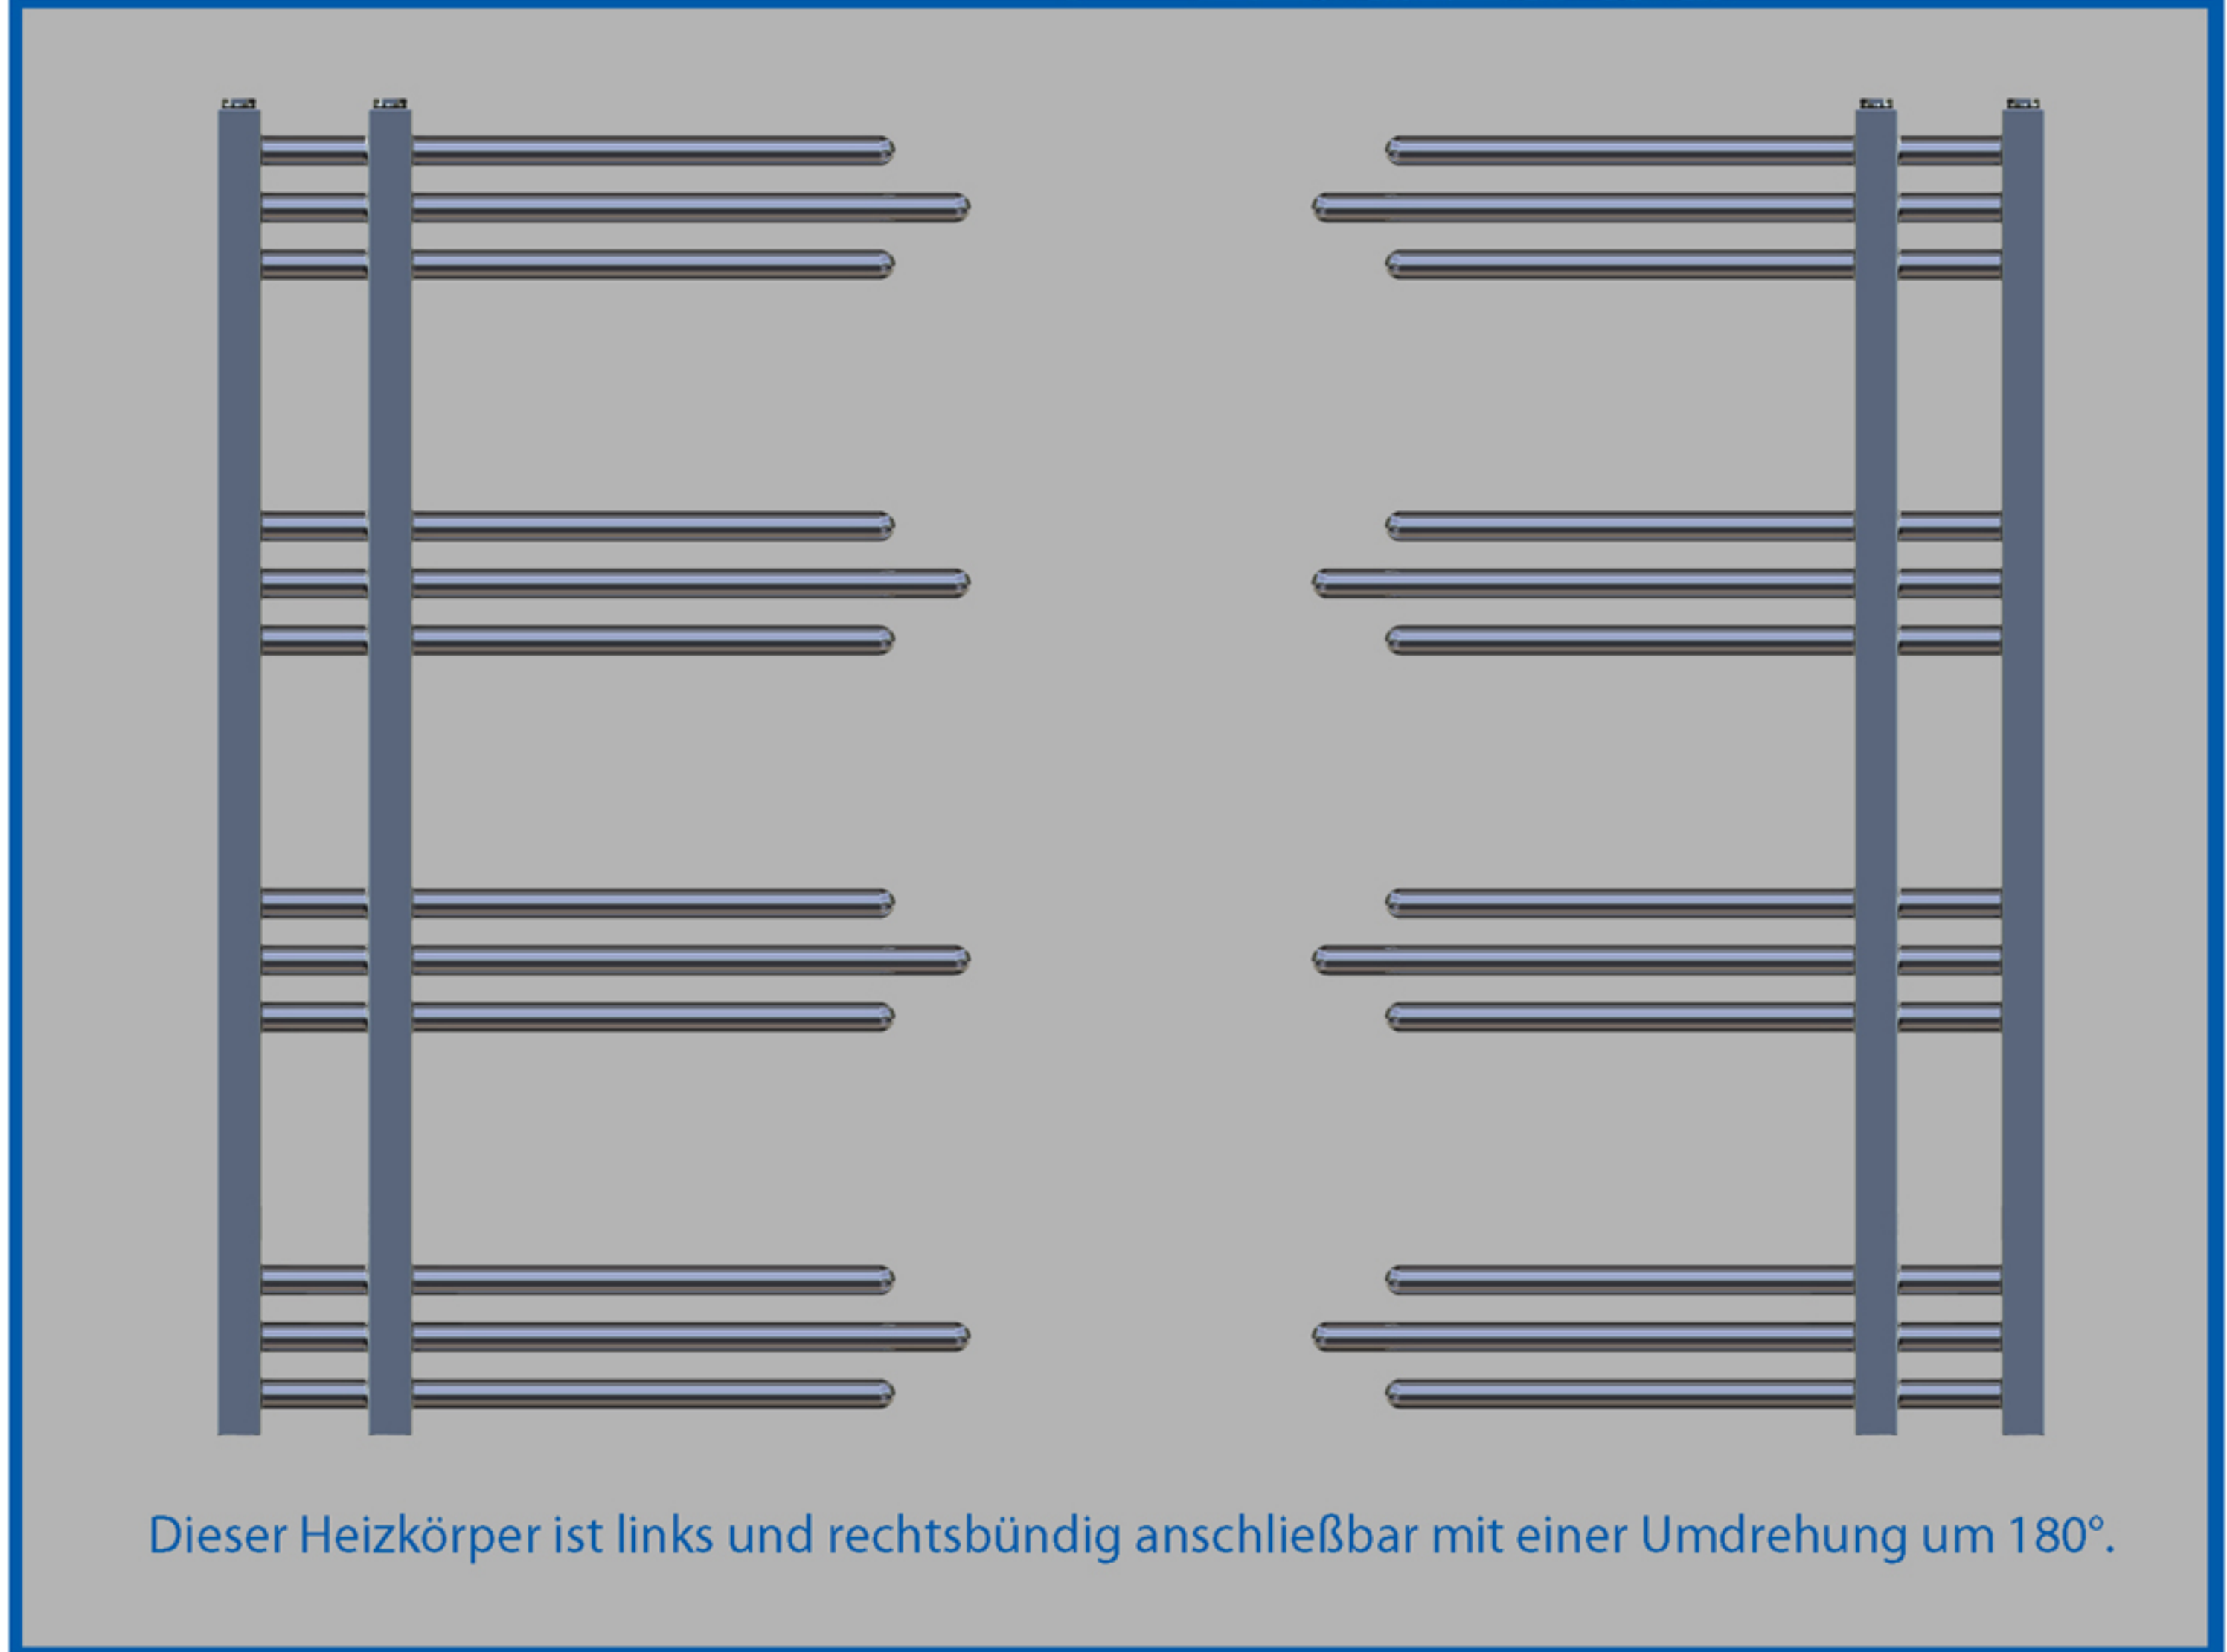 Dieser Heizkörper ist links und rechtsbündig anschließbar mit einer Umdrehung um 180°.